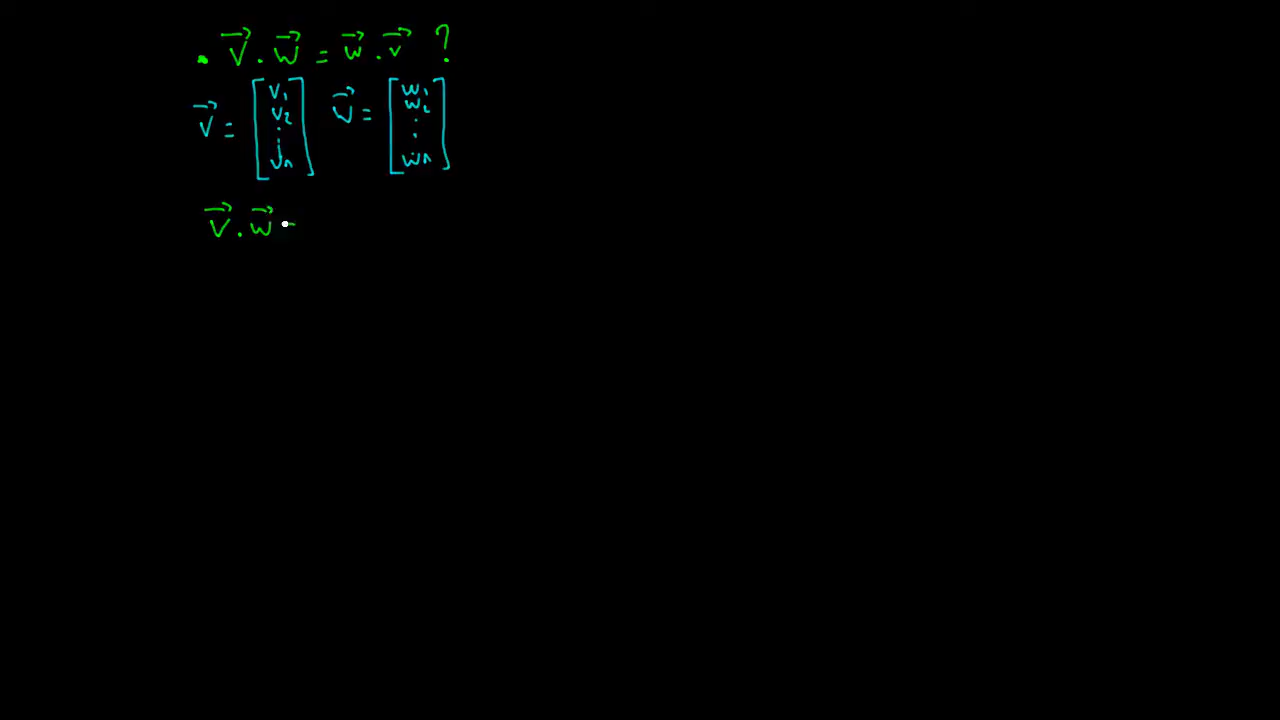 . v⃗ . w⃗ = w⃗ . v⃗ ?
v⃗ = [v₁ v₂ ⋮ vₙ] w⃗ = [w₁ w₂ ⋮ wₙ]
v⃗ . w⃗ =